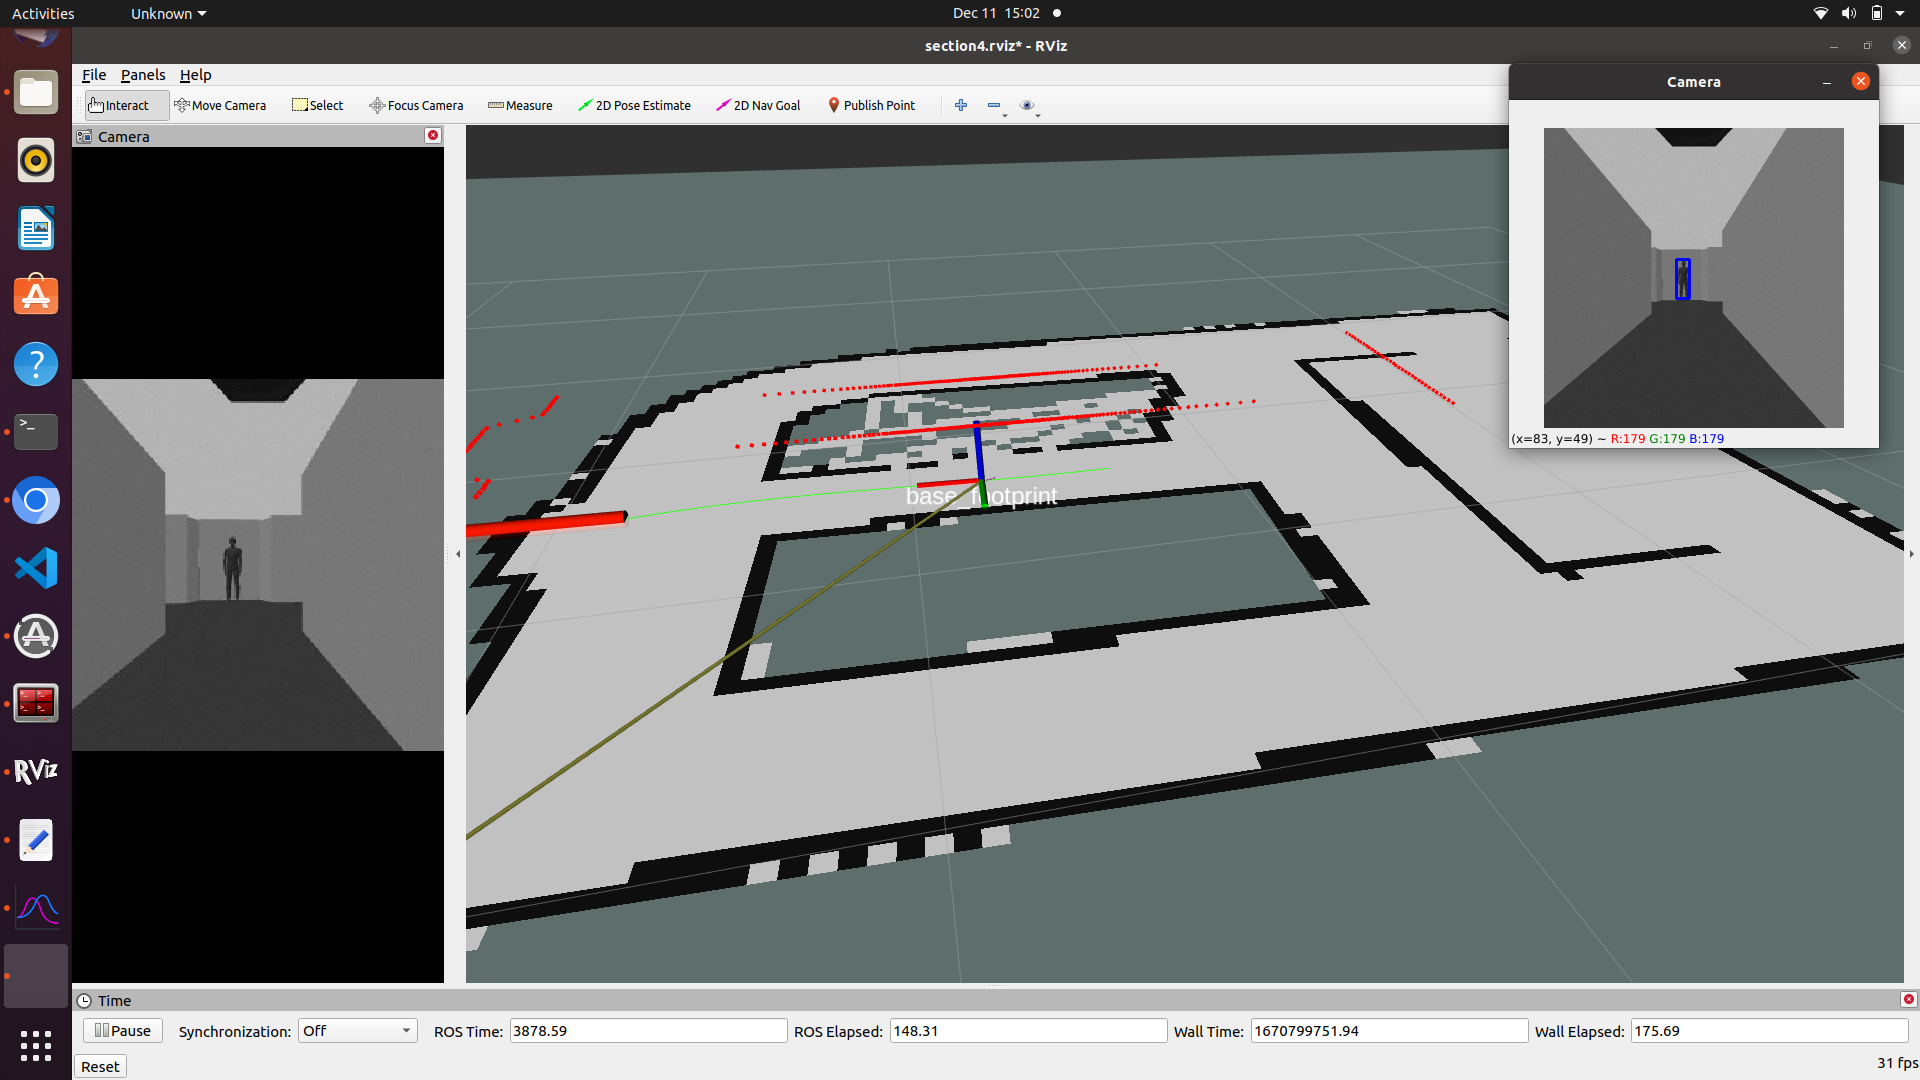 Activities
Unknown
Dec 11 15:02
section4.rviz* - RViz
File Panels Help
Interact Move Camera Select Focus Camera Measure 2D Pose Estimate 2D Nav Goal Publish Point
Camera
Camera
(x=83, y=49) ~ R:179 G:179 B:179
base_footprint
RViz
Time
Pause Synchronization: Off ROS Time: 3878.59 ROS Elapsed: 148.31 Wall Time: 1670799751.94 Wall Elapsed: 175.69
Reset
31 fps